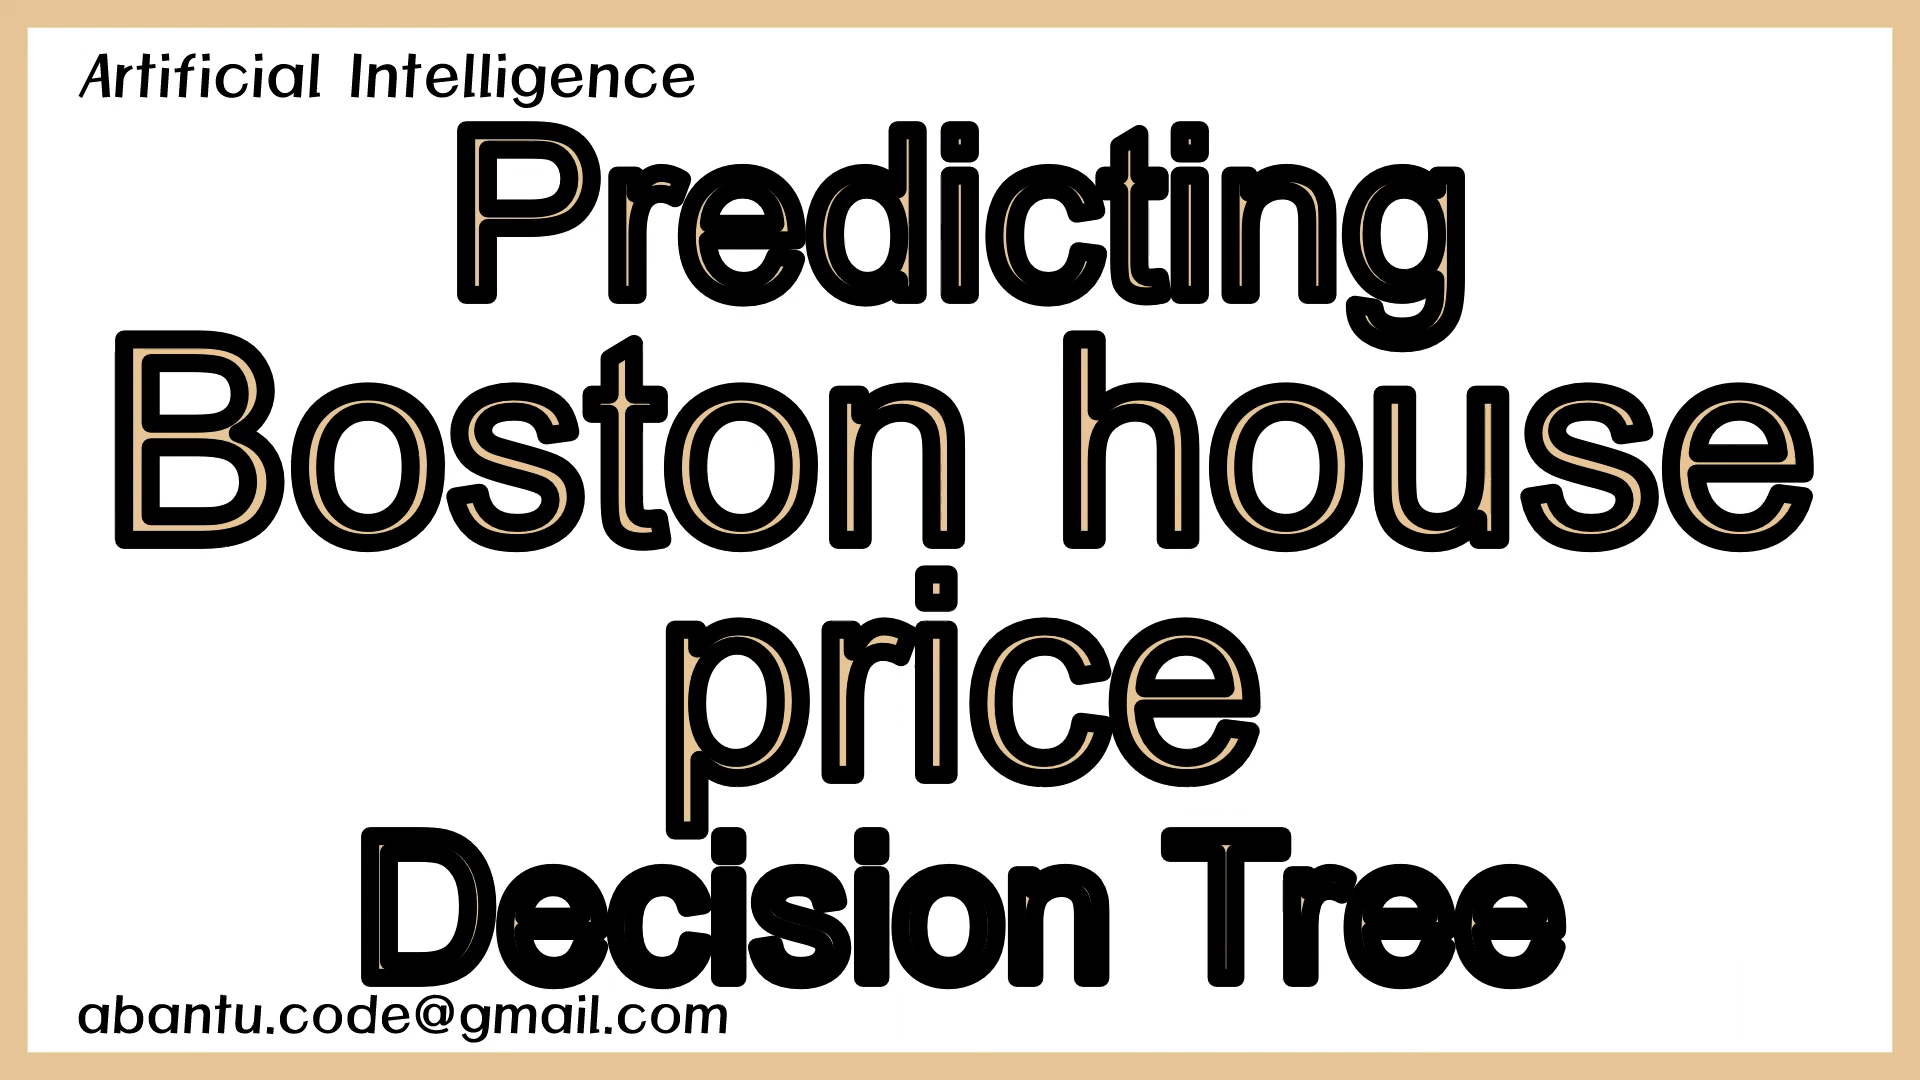 Artificial Intelligence
Predicting
Boston house
price
Decision Tree
abantu.code@gmail.com